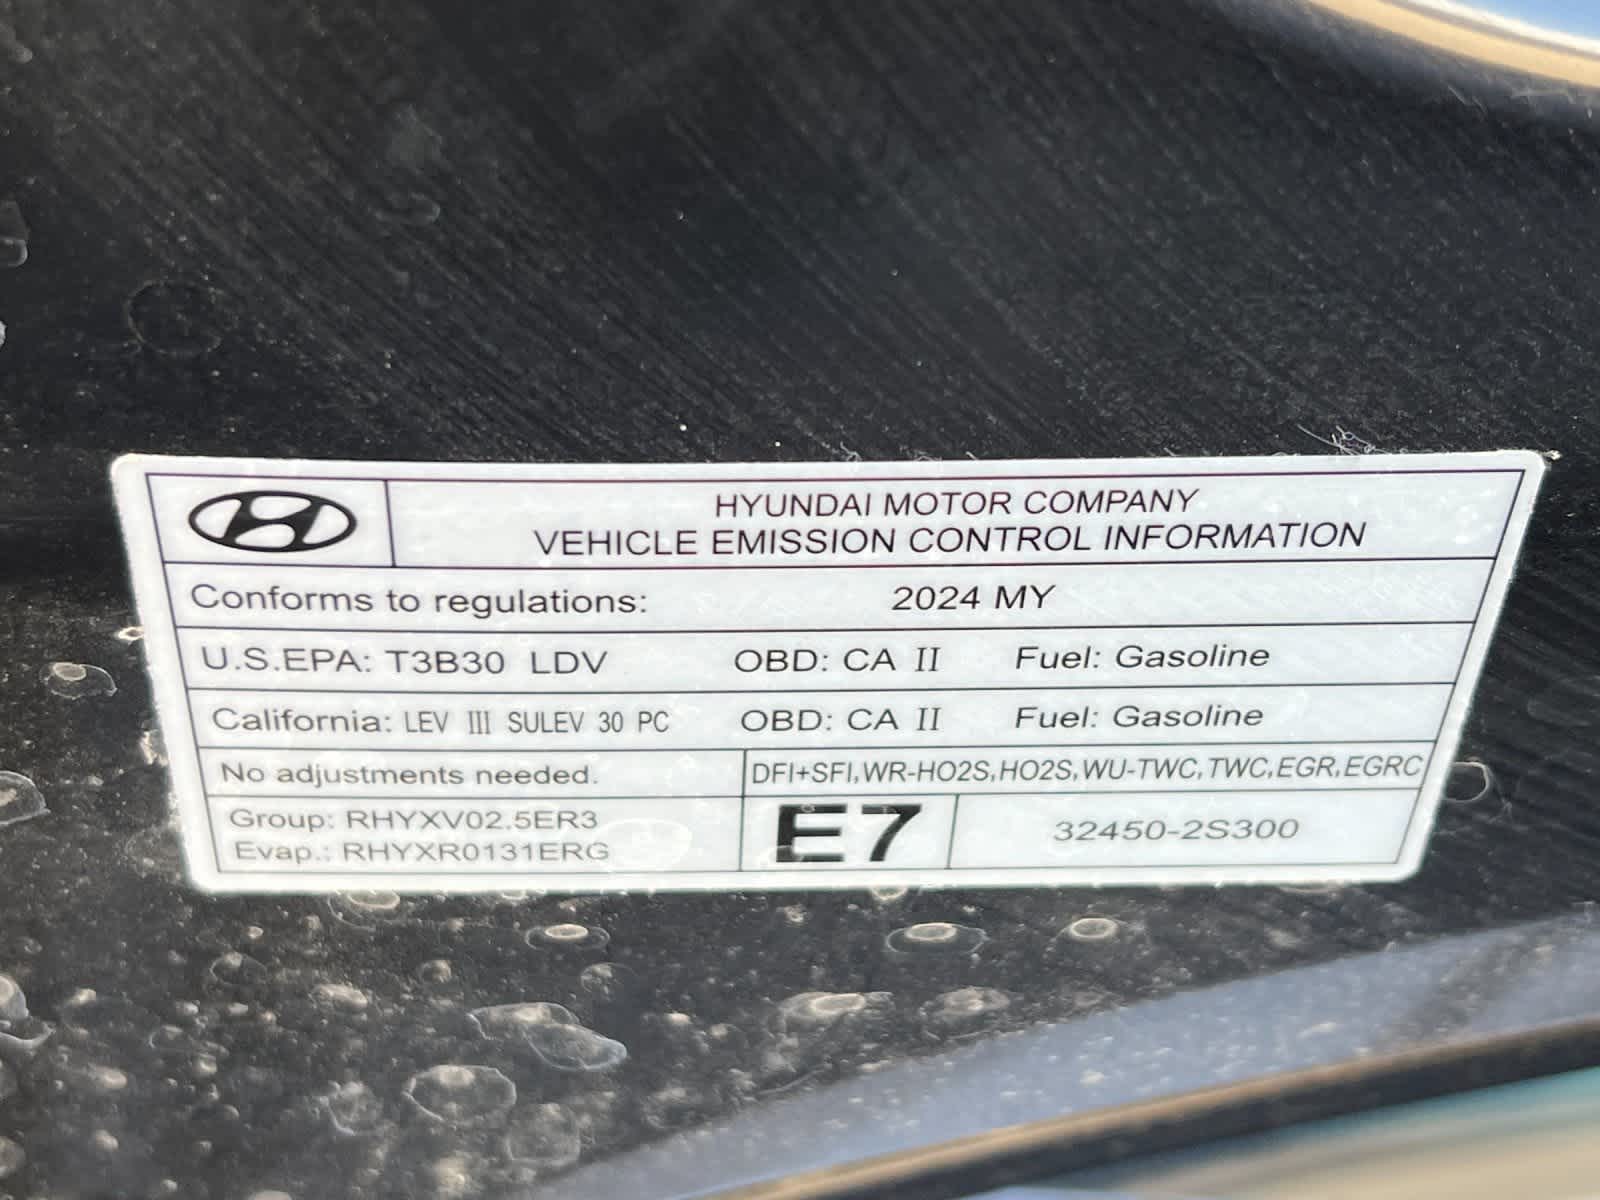 HYUNDAI MOTOR COMPANY
VEHICLE EMISSION CONTROL INFORMATION
Conforms to regulations: 2024 MY
U.S.EPA: T3B30 LDV OBD: CA II Fuel: Gasoline
California: LEV III SULEV 30 PC OBD: CA II Fuel: Gasoline
No adjustments needed. DFI+SFI,WR-HO2S,HO2S,WU-TWC,TWC,EGR,EGRC
Group: RHYXV02.5ER3
Evap.: RHYXR0131ERG
E7
32450-2S300